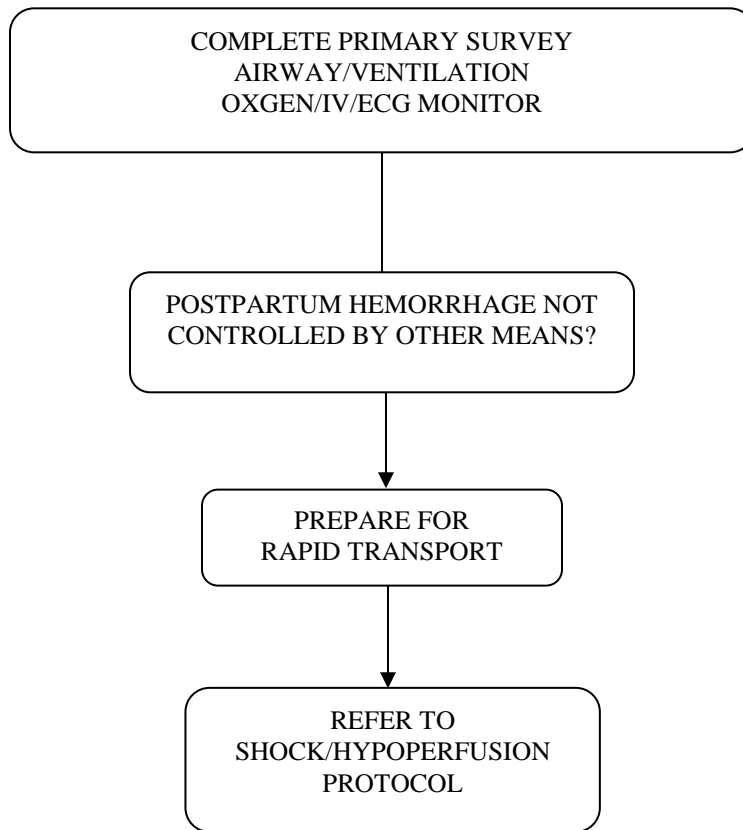 COMPLETE PRIMARY SURVEY
AIRWAY/VENTILATION
OXGEN/IV/ECG MONITOR
POSTPARTUM HEMORRHAGE NOT
CONTROLLED BY OTHER MEANS?
PREPARE FOR
RAPID TRANSPORT
REFER TO
SHOCK/HYPOPERFUSION
PROTOCOL